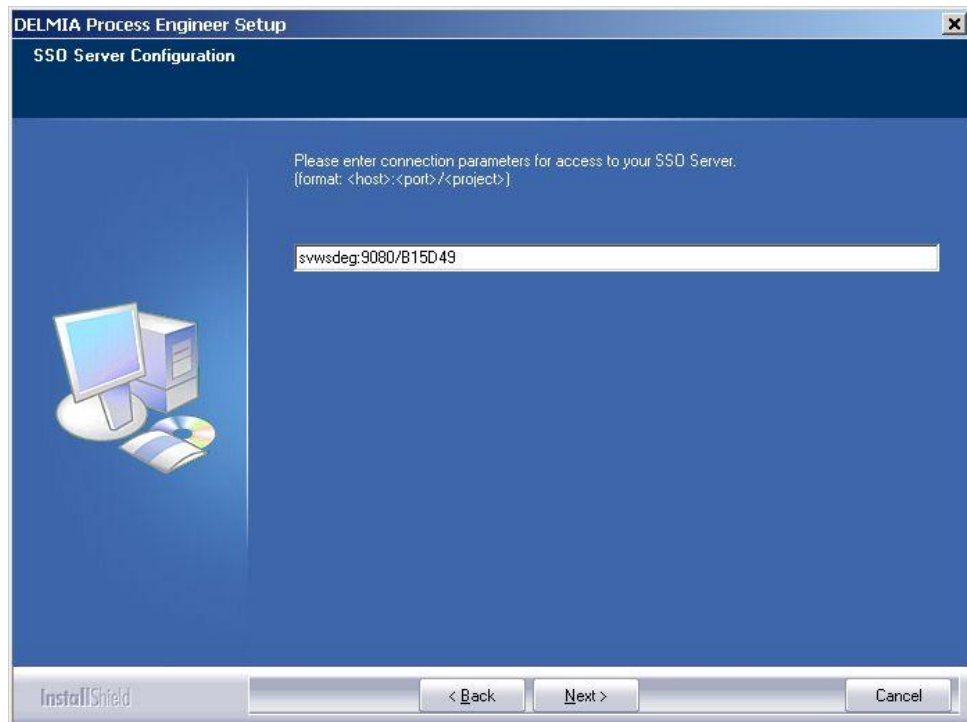 DELMIA Process Engineer Setup
SSO Server Configuration
Please enter connection parameters for access to your SSO Server.
(format: <host>:<port>/<project>)
svwsdeg:9080/B15D49
InstallShield
< Back
Next >
Cancel